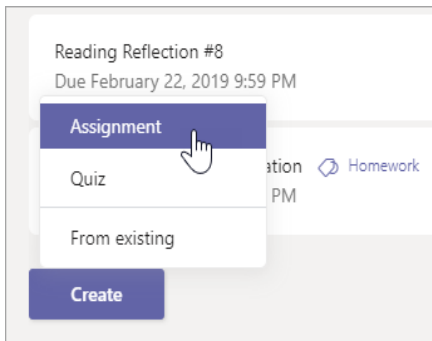 Reading Reflection #8
Due February 22, 2019 9:59 PM
Assignment
Quiz
ation Homework
PM
From existing
Create